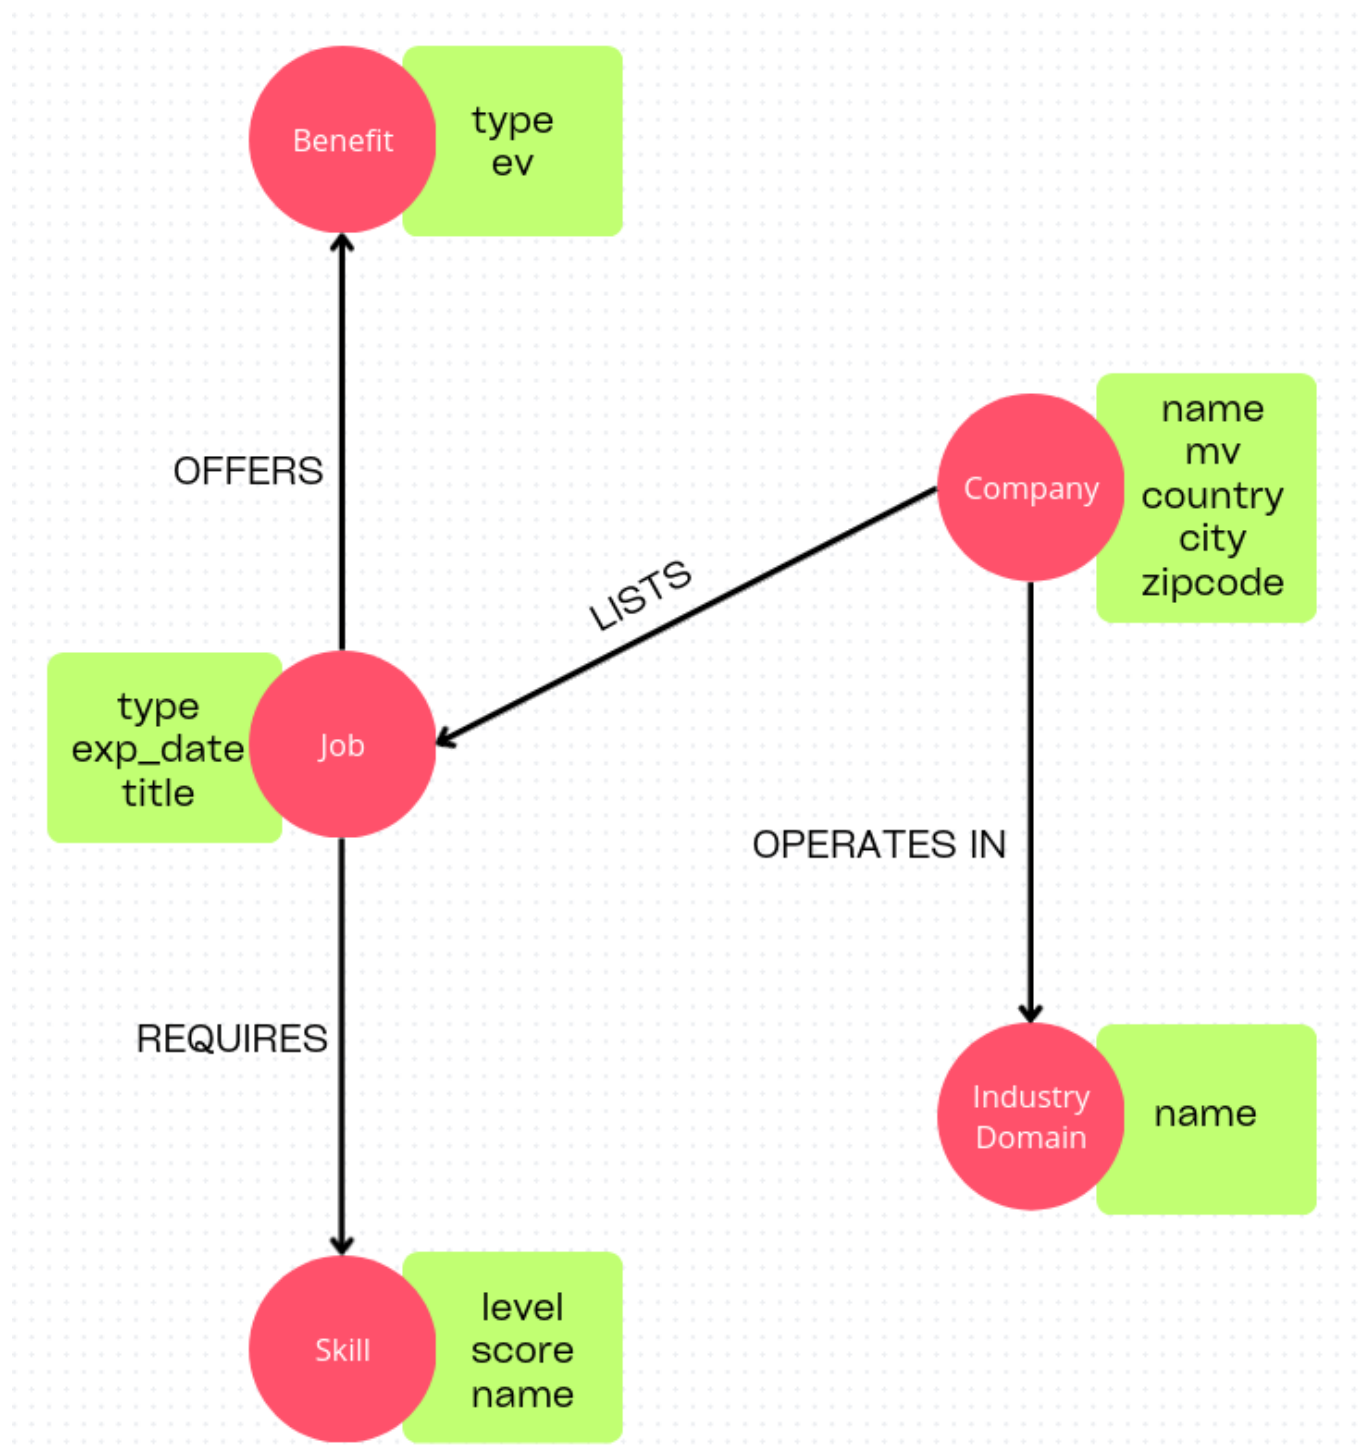 Benefit
type
ev
OFFERS
Company
name
mv
country
city
zipcode
LISTS
type
exp_date
title
Job
OPERATES IN
REQUIRES
Industry
Domain
name
Skill
level
score
name